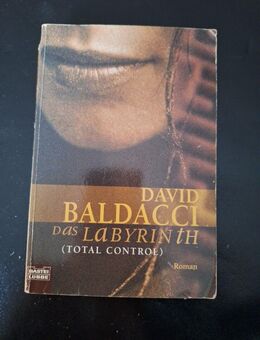 DAVID
BALDACCI
DAS LABYRINTH
(TOTAL CONTROL)
Roman
BASTEI
LÜBBE